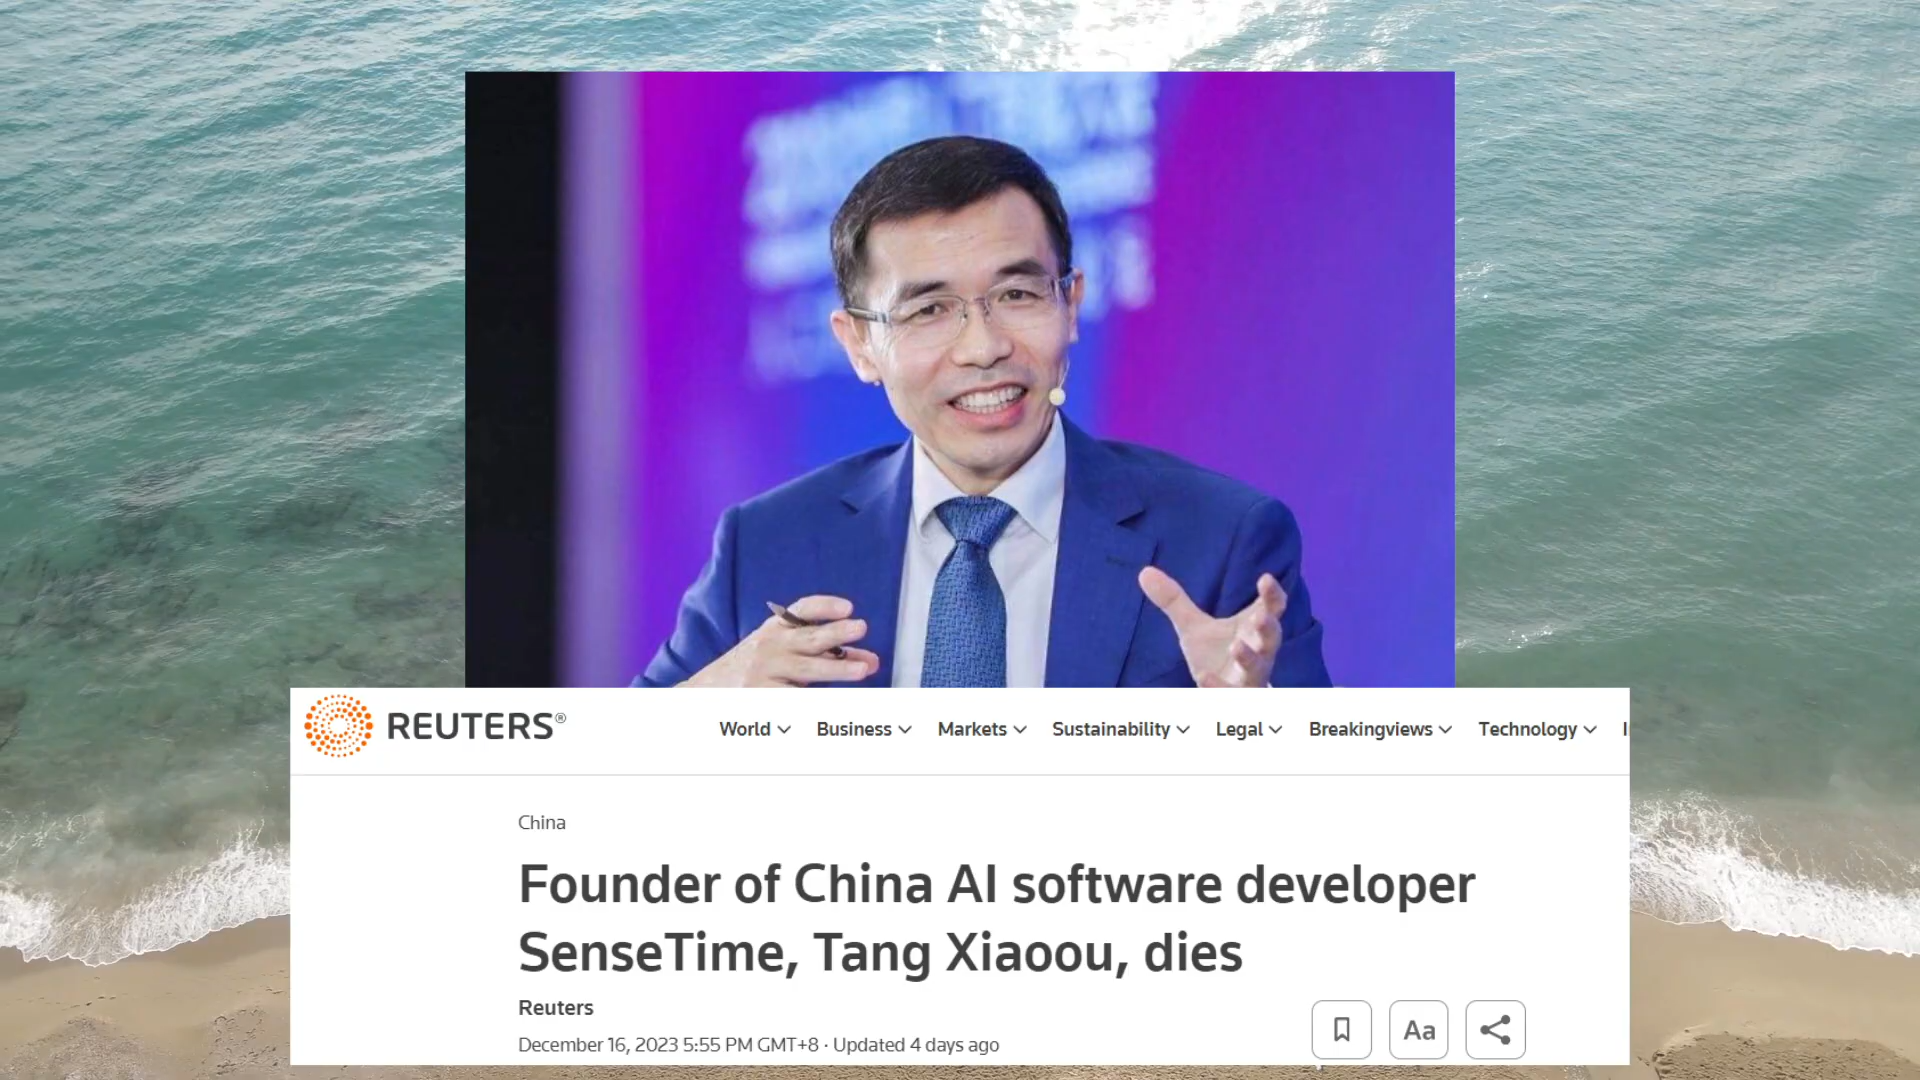 REUTERS®
World Business Markets Sustainability Legal Breakingviews Technology
China
Founder of China AI software developer
SenseTime, Tang Xiaoou, dies
Reuters
December 16, 2023 5:55 PM GMT+8 · Updated 4 days ago
Aa